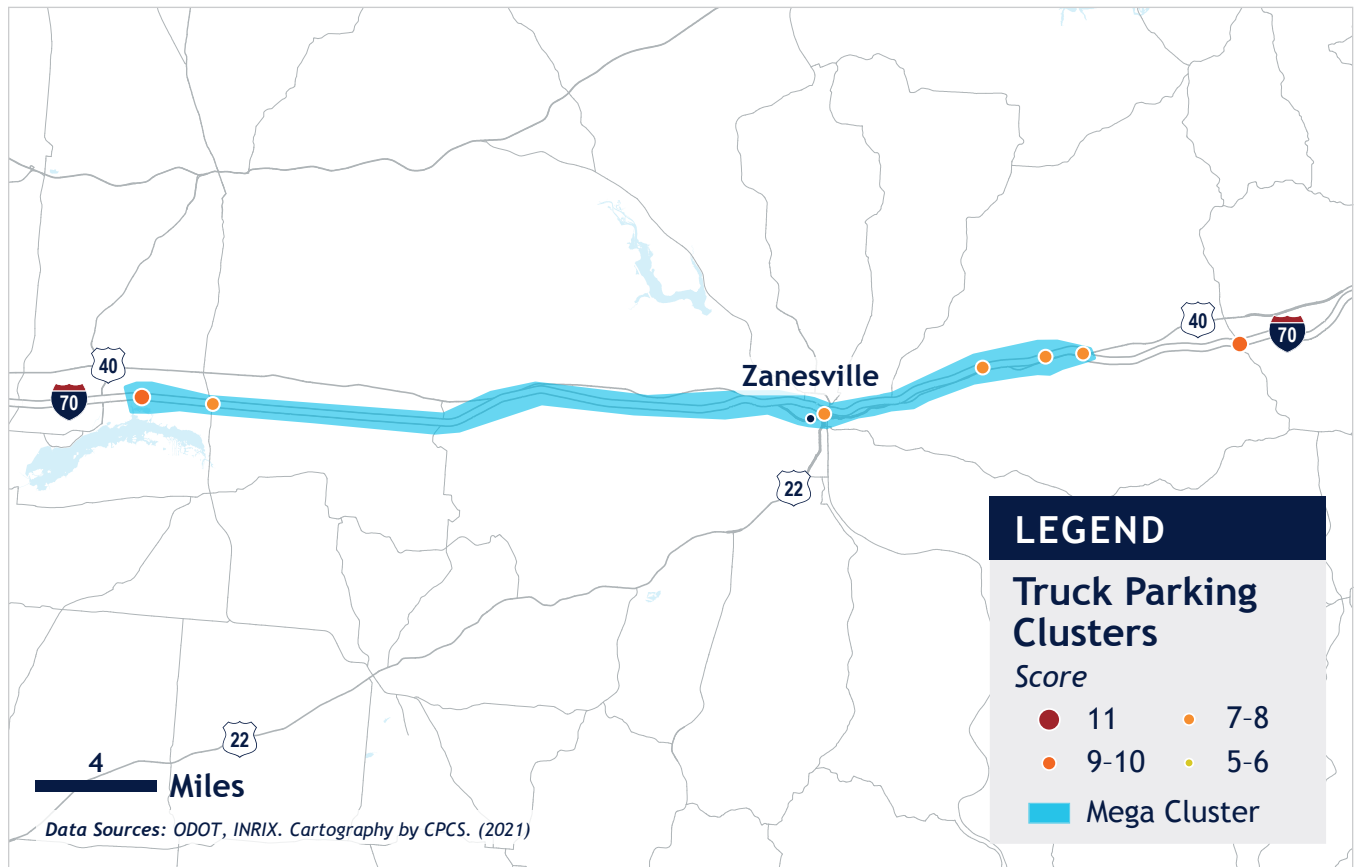 40
70
40
70
Zanesville
22
22
4
Miles
Data Sources: ODOT, INRIX. Cartography by CPCS. (2021)
LEGEND
Truck Parking
Clusters
Score
11
7-8
9-10
5-6
Mega Cluster